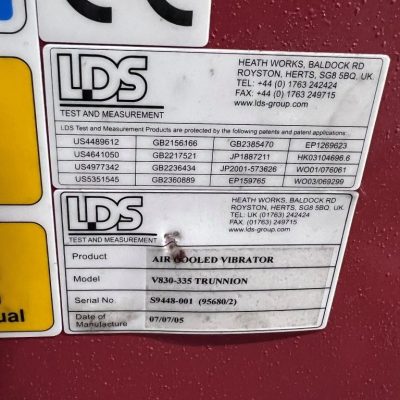 CE
LDS
TEST AND MEASUREMENT
HEATH WORKS, BALDOCK RD
ROYSTON, HERTS, SG8 5BQ, UK.
TEL: +44 (0) 1763 242424
FAX: +44 (0) 1763 249715
www.lds-group.com
LDS Test and Measurement Products are protected by the following patents and patent applications:
US4489612 GB2156166 GB2385470 EP1269623
US4641050 GB2217521 JP1887211 HK03104696.6
US4977342 GB2236434 JP2001-573626 WO01/076061
US5351545 GB2360889 EP159765 WO03/069299
LDS
TEST AND MEASUREMENT
HEATH WORKS, BALDOCK RD
ROYSTON, HERTS, SG8 5BQ, UK.
TEL: UK (01763) 242424
FAX: UK (01763) 249715
www.lds-group.com
Product AIR COOLED VIBRATOR
Model V830-335 TRUNNION
Serial No S9448-001 (95680/2)
Date of
Manufacture 07/07/05
ual